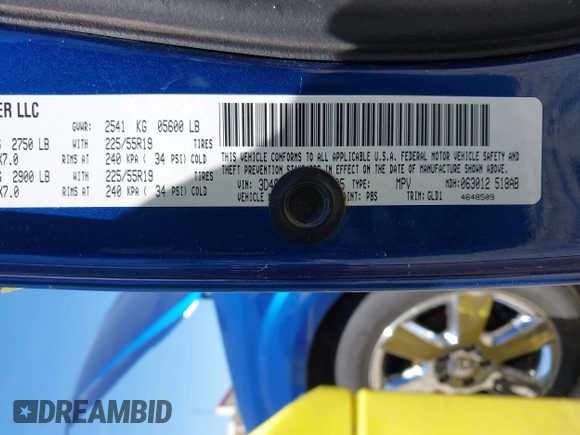 ER LLC
GVWR: 2541 KG 05600 LB
2750 LB WITH 225/55R19 TIRES
X7.0 RIMS AT 240 KPA ( 34 PSI) COLD
2900 LB WITH 225/55R19 TIRES
X7.0 RIMS AT 240 KPA ( 34 PSI) COLD
THIS VEHICLE CONFORMS TO ALL APPLICABLE U.S.A. FEDERAL MOTOR VEHICLE SAFETY AND
THEFT PREVENTION STANDARDS IN EFFECT ON THE DATE OF MANUFACTURE SHOWN ABOVE.
VIN: TYPE: MPV MDH: 063012 518AB
VEHICLE PAINT: PBS TRIM: GLD1 4648509
DREAMBID